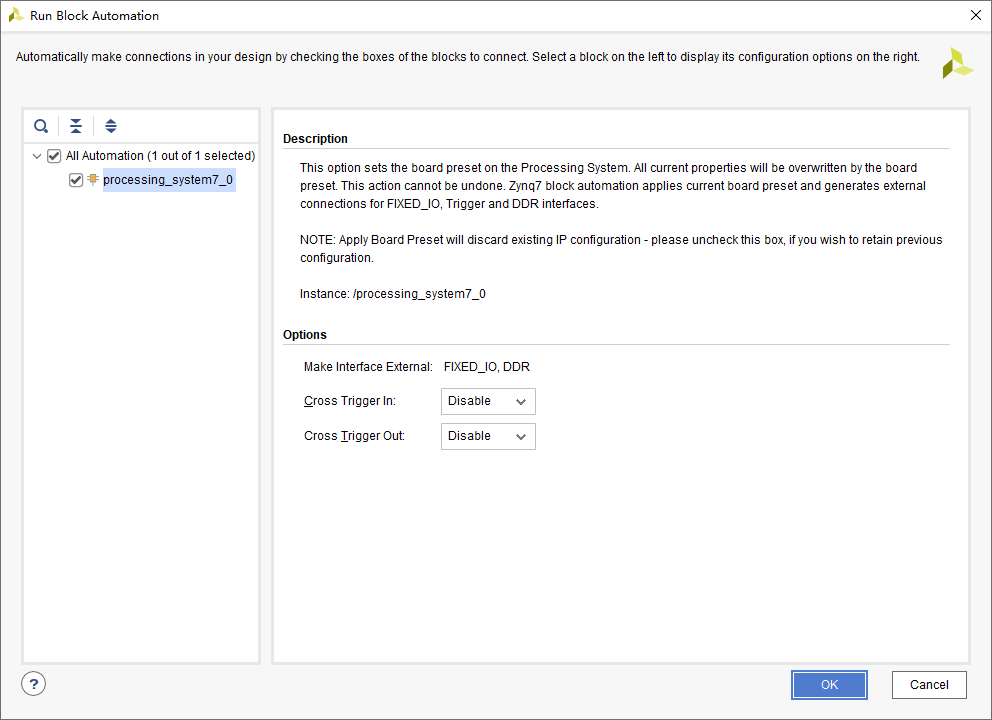 Run Block Automation
Automatically make connections in your design by checking the boxes of the blocks to connect. Select a block on the left to display its configuration options on the right.
All Automation (1 out of 1 selected)
processing_system7_0
Description
This option sets the board preset on the Processing System. All current properties will be overwritten by the board
preset. This action cannot be undone. Zynq7 block automation applies current board preset and generates external
connections for FIXED_IO, Trigger and DDR interfaces.
NOTE: Apply Board Preset will discard existing IP configuration - please uncheck this box, if you wish to retain previous
configuration.
Instance: /processing_system7_0
Options
Make Interface External: FIXED_IO, DDR
Cross Trigger In: Disable
Cross Trigger Out: Disable
?
OK
Cancel